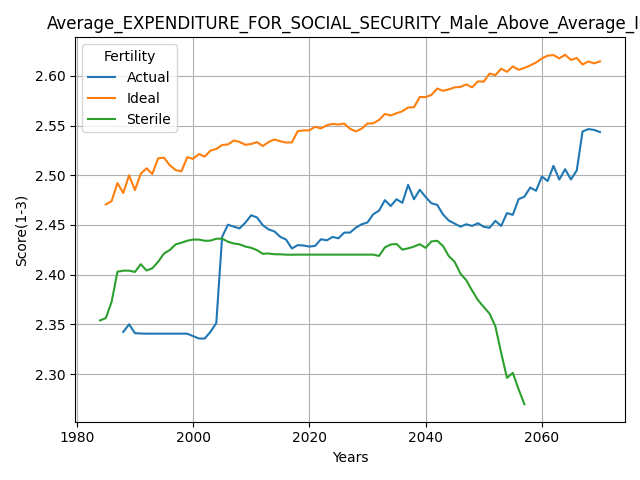 Average_EXPENDITURE_FOR_SOCIAL_SECURITY_Male_Above_Average_I
Fertility
Actual
Ideal
Sterile
Score(1-3)
2.60
2.55
2.50
2.45
2.40
2.35
2.30
1980 2000 2020 2040 2060
Years